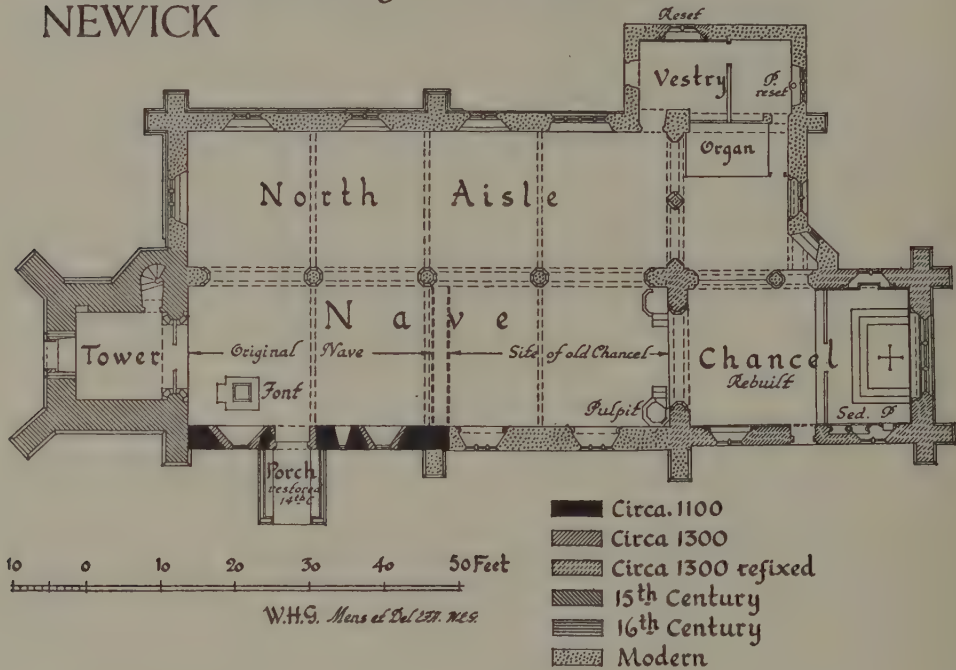 NEWICK
Reset
Vestry
P.
reset
Organ
North Aisle
Nave
Tower
Original Nave
Site of old Chancel
Chancel
Rebuilt
Font
Pulpit
Sed. P
Porch
restored
14th C
Circa. 1100
Circa 1300
Circa 1300 refixed
15th Century
16th Century
Modern
10 0 10 20 30 40 50 Feet
W.H.G. Mens et Del